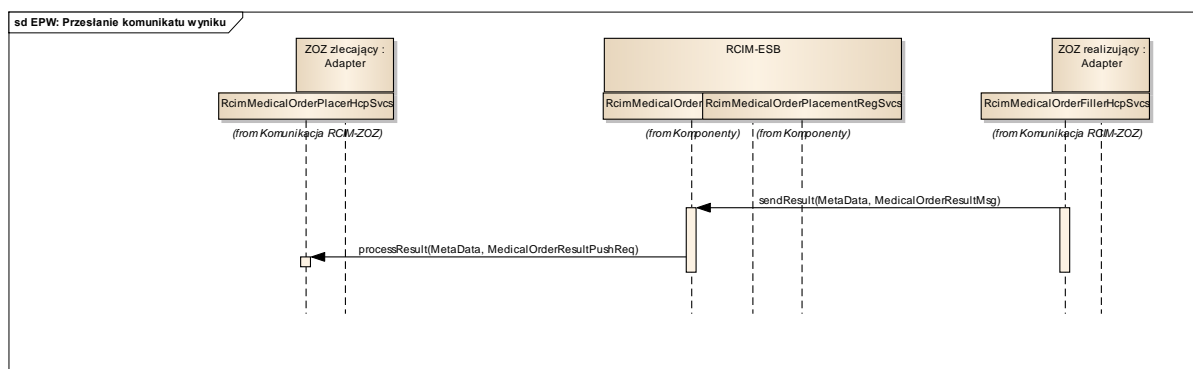 sd EPW: Przesłanie komunikatu wyniku
ZOZ zlecający :
Adapter
RCIM-ESB
ZOZ realizujący :
Adapter
RcimMedicalOrderPlacerHcpSvcs
RcimMedicalOrder
RcimMedicalOrderPlacementRegSvcs
RcimMedicalOrderFillerHcpSvcs
(from Komunikacja RCIM-ZOZ)
(from Komponenty)
(from Komponenty)
(from Komunikacja RCIM-ZOZ)
sendResult(MetaData, MedicalOrderResultMsg)
processResult(MetaData, MedicalOrderResultPushReq)